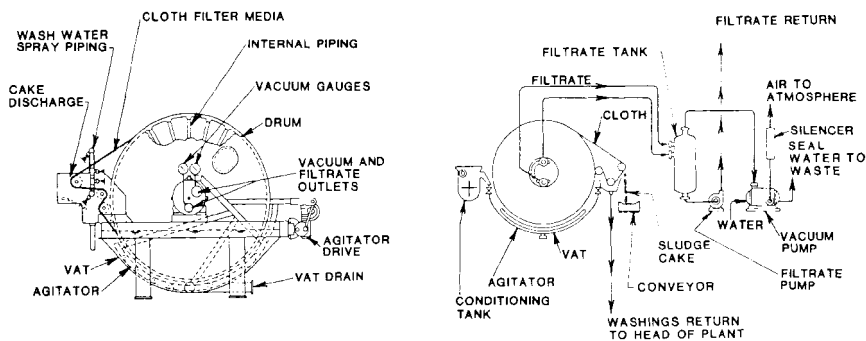 CLOTH FILTER MEDIA
WASH WATER
SPRAY PIPING
INTERNAL PIPING
CAKE
DISCHARGE
VACUUM GAUGES
DRUM
VACUUM AND
FILTRATE
OUTLETS
AGITATOR
DRIVE
VAT
VAT DRAIN
AGITATOR
FILTRATE RETURN
FILTRATE TANK
FILTRATE
AIR TO
ATMOSPHERE
CLOTH
SILENCER
SEAL
WATER TO
WASTE
WATER
VACUUM
PUMP
SLUDGE
CAKE
VAT
AGITATOR
FILTRATE
PUMP
CONDITIONING
TANK
CONVEYOR
WASHINGS RETURN
TO HEAD OF PLANT